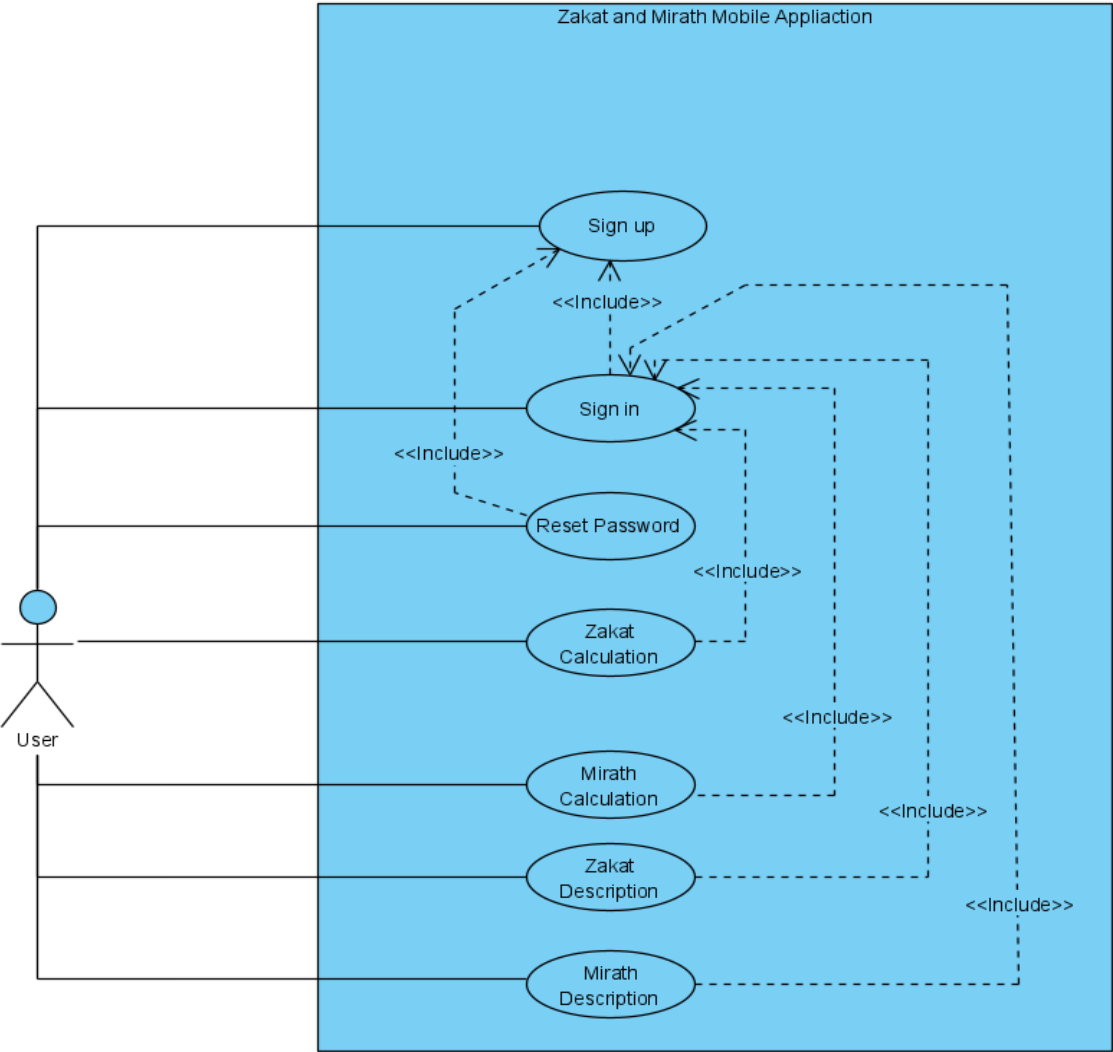 Zakat and Mirath Mobile Appliaction
Sign up
<<Include>>
Sign in
<<Include>>
Reset Password
<<Include>>
Zakat
Calculation
<<Include>>
User
Mirath
Calculation
<<Include>>
Zakat
Description
<<Include>>
Mirath
Description